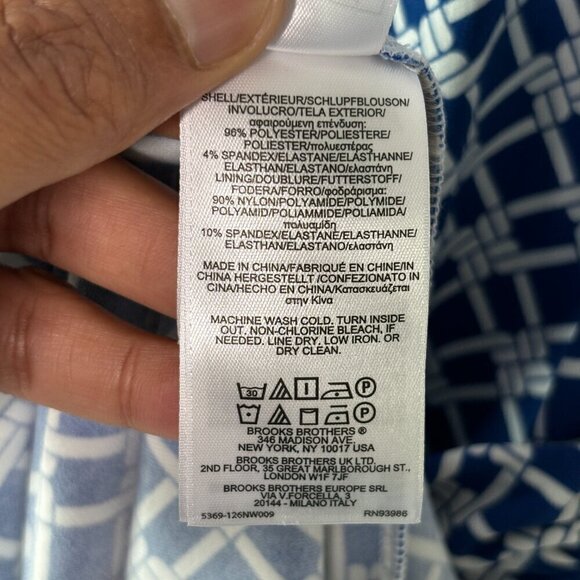 SHELL/EXTÉRIEUR/SCHLUPFBLOUSON/
INVOLUCRO/TELA EXTERIOR/
αφαιρούμενη επένδυση:
96% POLYESTER/POLIESTERE/
POLIESTER/πολυεστέρας
4% SPANDEX/ELASTANE/ELASTHANNE/
ELASTHAN/ELASTANO/ελαστάνη
LINING/DOUBLURE/FUTTERSTOFF/
FODERA/FORRO/φοδράρισμα:
90% NYLON/POLYAMIDE/POLYMIDE/
POLYAMID/POLIAMMIDE/POLIAMIDA/
πολυαμίδη
10% SPANDEX/ELASTANE/ELASTHANNE/
ELASTHAN/ELASTANO/ελαστάνη
MADE IN CHINA/FABRIQUÉ EN CHINE/IN
CHINA HERGESTELLT /CONFEZIONATO IN
CINA/HECHO EN CHINA/Κατασκευάζεται
στην Κίνα
MACHINE WASH COLD. TURN INSIDE
OUT. NON-CHLORINE BLEACH, IF
NEEDED. LINE DRY. LOW IRON. OR
DRY CLEAN.
30 P
P
BROOKS BROTHERS ®
346 MADISON AVE.
NEW YORK, NY 10017 USA
BROOKS BROTHERS UK LTD.
2ND FLOOR, 35 GREAT MARLBOROUGH ST.,
LONDON W1F 7JF
BROOKS BROTHERS EUROPE SRL
VIA V.FORCELLA, 3
20144 - MILANO ITALY
5369-126NW009 RN93986